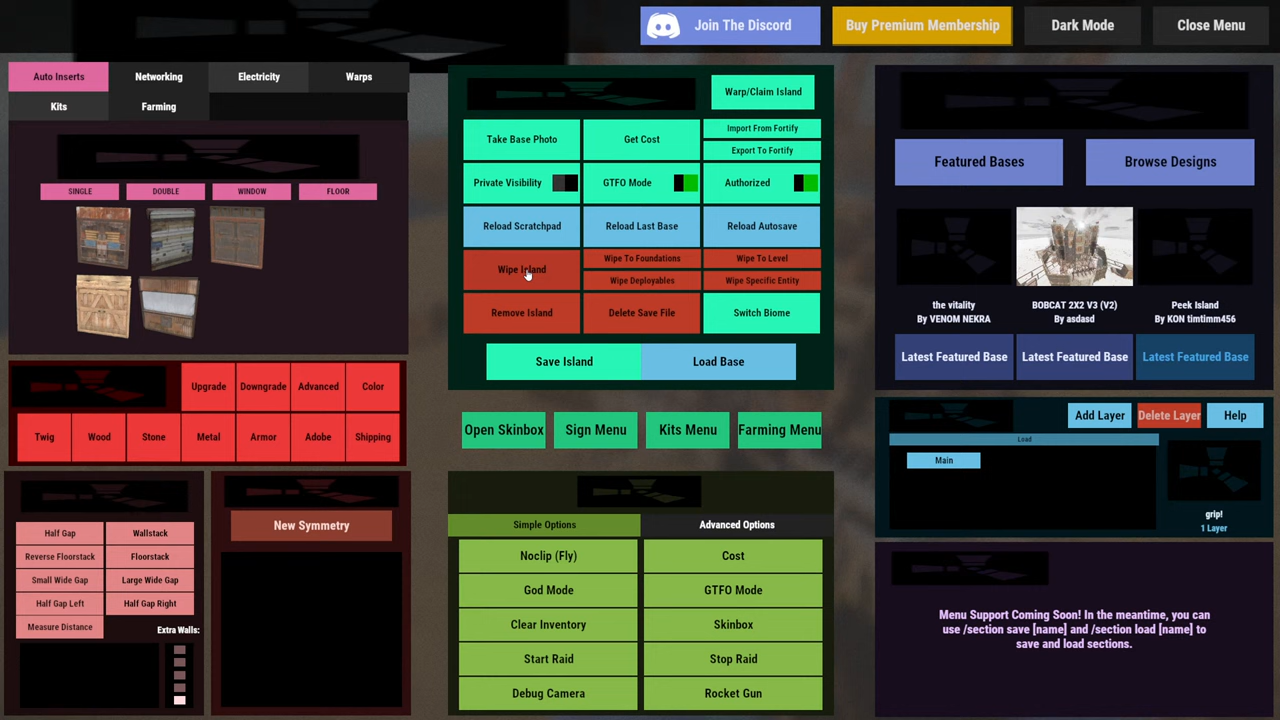 Join The Discord
Buy Premium Membership
Dark Mode
Close Menu
Auto Inserts
Networking
Electricity
Warps
Kits
Farming
SINGLE
DOUBLE
WINDOW
FLOOR
Upgrade
Downgrade
Advanced
Color
Twig
Wood
Stone
Metal
Armor
Adobe
Shipping
Half Gap
Wallstack
Reverse Floorstack
Floorstack
Small Wide Gap
Large Wide Gap
Half Gap Left
Half Gap Right
Measure Distance
Extra Walls:
New Symmetry
Warp/Claim Island
Take Base Photo
Get Cost
Import From Fortify
Export To Fortify
Private Visibility
GTFO Mode
Authorized
Reload Scratchpad
Reload Last Base
Reload Autosave
Wipe Island
Wipe To Foundations
Wipe To Level
Wipe Deployables
Wipe Specific Entity
Remove Island
Delete Save File
Switch Biome
Save Island
Load Base
Open Skinbox
Sign Menu
Kits Menu
Farming Menu
Simple Options
Advanced Options
Noclip (Fly)
Cost
God Mode
GTFO Mode
Clear Inventory
Skinbox
Start Raid
Stop Raid
Debug Camera
Rocket Gun
Featured Bases
Browse Designs
the vitality
By VENOM NEKRA
BOBCAT 2X2 V3 (V2)
By asdasd
Peek Island
By KON timtimm456
Latest Featured Base
Latest Featured Base
Latest Featured Base
Add Layer
Delete Layer
Help
Load
Main
grip!
1 Layer
Menu Support Coming Soon! In the meantime, you can
use /section save [name] and /section load [name] to
save and load sections.